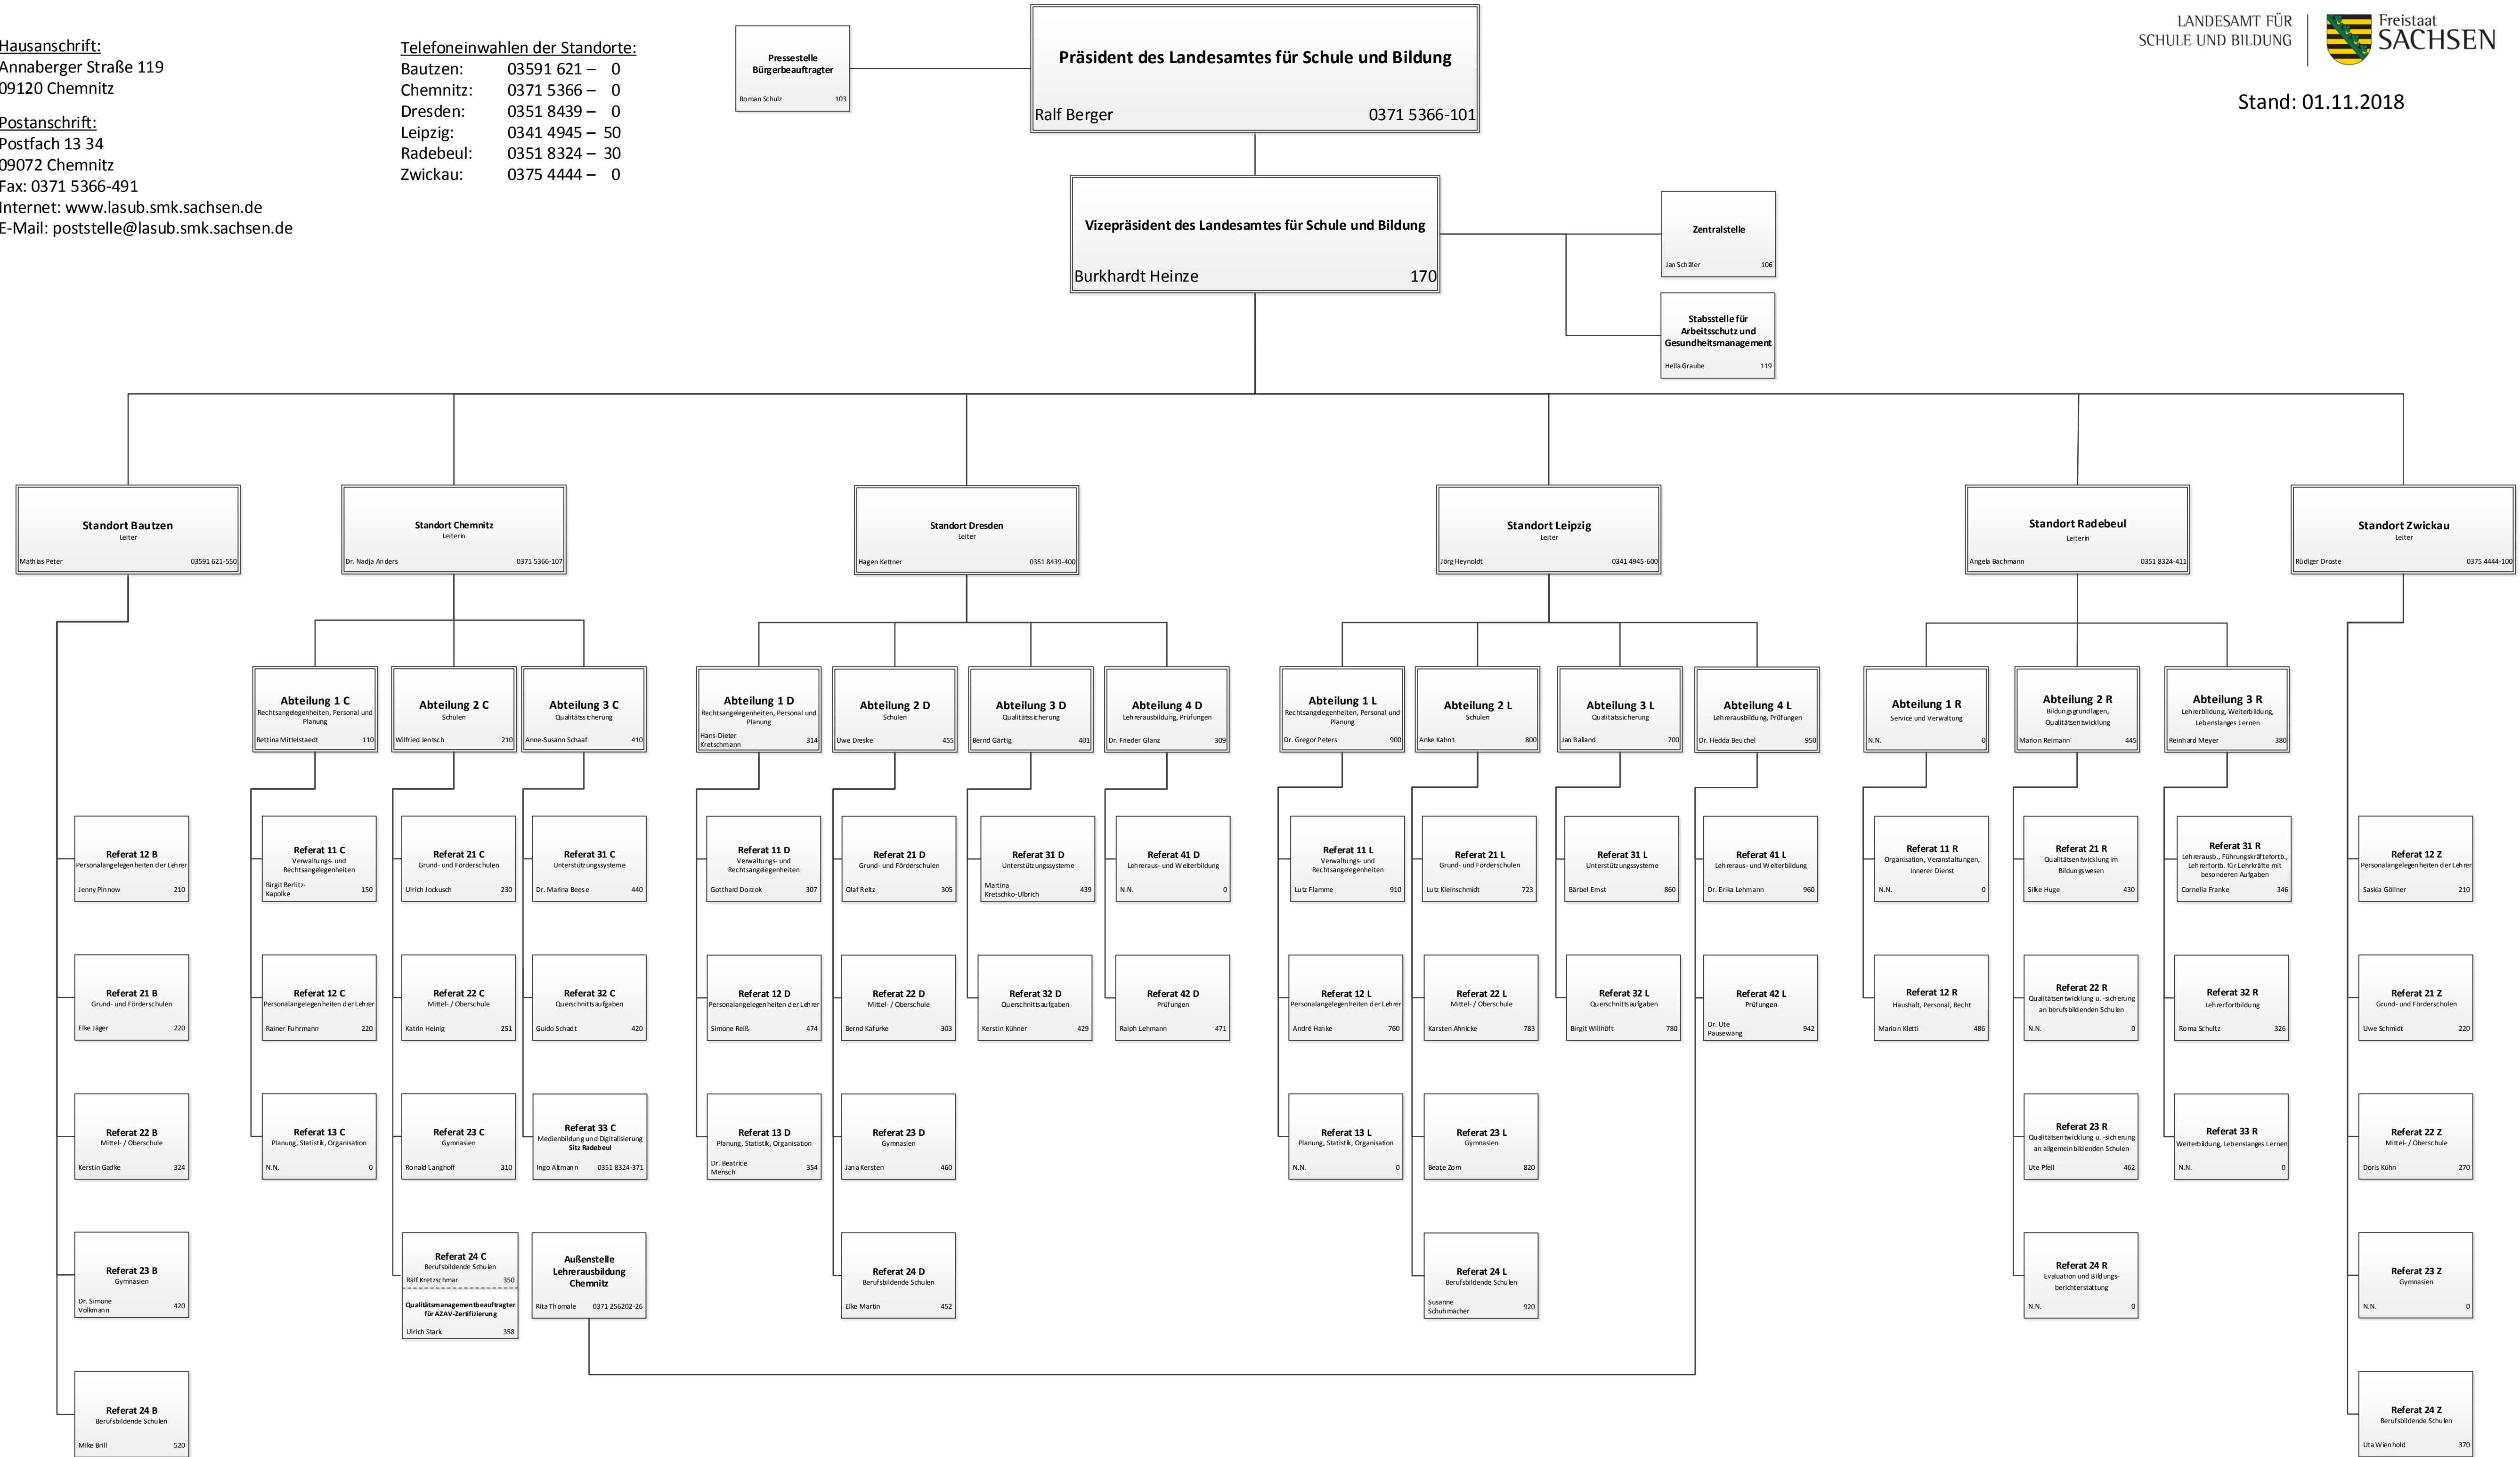 Hausanschrift:
Annaberger Straße 119
09120 Chemnitz
Postanschrift:
Postfach 13 34
09072 Chemnitz
Fax: 0371 5366-491
Internet: www.lasub.smk.sachsen.de
E-Mail: poststelle@lasub.smk.sachsen.de
Telefoneinwahlen der Standorte:
Bautzen: 03591 621 – 0
Chemnitz: 0371 5366 – 0
Dresden: 0351 8439 – 0
Leipzig: 0341 4945 – 50
Radebeul: 0351 8324 – 30
Zwickau: 0375 4444 – 0
Pressestelle
Bürgerbeauftragter
Roman Schulz 103
Präsident des Landesamtes für Schule und Bildung
Ralf Berger 0371 5366-101
LANDESAMT FÜR
SCHULE UND BILDUNG
Freistaat
SACHSEN
Stand: 01.11.2018
Vizepräsident des Landesamtes für Schule und Bildung
Burkhardt Heinze 170
Zentralstelle
Jan Schäfer 106
Stabsstelle für
Arbeitsschutz und
Gesundheitsmanagement
Hella Graube 119
Standort Bautzen
Leiter
Mathias Peter 03591 621-550
Standort Chemnitz
Leiterin
Dr. Nadja Anders 0371 5366-107
Standort Dresden
Leiter
Hagen Kettner 0351 8439-400
Standort Leipzig
Leiter
Jörg Heynoldt 0341 4945-600
Standort Radebeul
Leiterin
Angela Bachmann 0351 8324-411
Standort Zwickau
Leiter
Rüdiger Droste 0375 4444-100
Abteilung 1 C
Rechtsangelegenheiten, Personal und
Planung
Bettina Mittelstaedt 110
Abteilung 2 C
Schulen
Wilfried Jentsch 210
Abteilung 3 C
Qualitätssicherung
Anne-Susann Schaaf 410
Abteilung 1 D
Rechtsangelegenheiten, Personal und
Planung
Hans-Dieter
Kretschmann 314
Abteilung 2 D
Schulen
Uwe Dreske 455
Abteilung 3 D
Qualitätssicherung
Bernd Gärtig 401
Abteilung 4 D
Lehrerausbildung, Prüfungen
Dr. Frieder Glanz 309
Abteilung 1 L
Rechtsangelegenheiten, Personal und
Planung
Dr. Gregor Peters 900
Abteilung 2 L
Schulen
Anke Kahnt 800
Abteilung 3 L
Qualitätssicherung
Jan Balland 700
Abteilung 4 L
Lehrerausbildung, Prüfungen
Dr. Hedda Beuchel 950
Abteilung 1 R
Service und Verwaltung
N.N. 0
Abteilung 2 R
Bildungsgrundlagen,
Qualitätsentwicklung
Marion Reimann 445
Abteilung 3 R
Lehrerbildung, Weiterbildung,
Lebenslanges Lernen
Reinhard Meyer 380
Referat 12 B
Personalangelegenheiten der Lehrer
Jenny Pinnow 210
Referat 11 C
Verwaltungs- und
Rechtsangelegenheiten
Birgit Berlitz-
Kapolke 150
Referat 21 C
Grund- und Förderschulen
Ulrich Jockusch 230
Referat 31 C
Unterstützungssysteme
Dr. Marina Beese 440
Referat 11 D
Verwaltungs- und
Rechtsangelegenheiten
Gotthard Dorzok 307
Referat 21 D
Grund- und Förderschulen
Olaf Reitz 305
Referat 31 D
Unterstützungssysteme
Martina
Kretschko-Ulbrich 439
Referat 41 D
Lehreraus- und Weiterbildung
N.N. 0
Referat 11 L
Verwaltungs- und
Rechtsangelegenheiten
Lutz Flamme 910
Referat 21 L
Grund- und Förderschulen
Lutz Kleinschmidt 723
Referat 31 L
Unterstützungssysteme
Bärbel Ernst 860
Referat 41 L
Lehreraus- und Weiterbildung
Dr. Erika Lehmann 960
Referat 11 R
Organisation, Veranstaltungen,
Innerer Dienst
N.N. 0
Referat 21 R
Qualitätsentwicklung im
Bildungswesen
Silke Huge 430
Referat 31 R
Lehrerausb., Führungskräftefortb.,
Lehrerfortb. für Lehrkräfte mit
besonderen Aufgaben
Cornelia Franke 346
Referat 12 Z
Personalangelegenheiten der Lehrer
Saskia Göllner 210
Referat 21 B
Grund- und Förderschulen
Elke Jäger 220
Referat 12 C
Personalangelegenheiten der Lehrer
Rainer Fuhrmann 220
Referat 22 C
Mittel- / Oberschule
Katrin Heinig 251
Referat 32 C
Querschnittsaufgaben
Guido Schadt 420
Referat 12 D
Personalangelegenheiten der Lehrer
Simone Reiß 474
Referat 22 D
Mittel- / Oberschule
Bernd Kafurke 303
Referat 32 D
Querschnittsaufgaben
Kerstin Kühner 429
Referat 42 D
Prüfungen
Ralph Lehmann 471
Referat 12 L
Personalangelegenheiten der Lehrer
André Hanke 760
Referat 22 L
Mittel- / Oberschule
Karsten Ahnicke 783
Referat 32 L
Querschnittsaufgaben
Birgit Willhöft 780
Referat 42 L
Prüfungen
Dr. Ute
Pausewang 942
Referat 12 R
Haushalt, Personal, Recht
Marion Kletti 486
Referat 22 R
Qualitätsentwicklung u. -sicherung
an berufsbildenden Schulen
N.N. 0
Referat 32 R
Lehrerfortbildung
Roma Schultz 326
Referat 21 Z
Grund- und Förderschulen
Uwe Schmidt 220
Referat 22 B
Mittel- / Oberschule
Kerstin Gadke 324
Referat 13 C
Planung, Statistik, Organisation
N.N. 0
Referat 23 C
Gymnasien
Ronald Langhoff 310
Referat 33 C
Medienbildung und Digitalisierung
Sitz Radebeul
Ingo Altmann 0351 8324-371
Referat 13 D
Planung, Statistik, Organisation
Dr. Beatrice
Mensch 354
Referat 23 D
Gymnasien
Jana Kersten 460
Referat 13 L
Planung, Statistik, Organisation
N.N. 0
Referat 23 L
Gymnasien
Beate Zorn 820
Referat 23 R
Qualitätsentwicklung u. -sicherung
an allgemeinbildenden Schulen
Ute Pfeil 462
Referat 33 R
Weiterbildung, Lebenslanges Lernen
N.N. 0
Referat 22 Z
Mittel- / Oberschule
Doris Kühn 270
Referat 23 B
Gymnasien
Dr. Simone
Volkmann 420
Referat 24 C
Berufsbildende Schulen
Ralf Kretzschmar 350
Qualitätsmanagementbeauftragter
für AZAV-Zertifizierung
Ulrich Stark 358
Außenstelle
Lehrerausbildung
Chemnitz
Rita Thomale 0371 256202-26
Referat 24 D
Berufsbildende Schulen
Elke Martin 452
Referat 24 L
Berufsbildende Schulen
Susanne
Schuhmacher 920
Referat 24 R
Evaluation und Bildungs-
berichterstattung
N.N. 0
Referat 23 Z
Gymnasien
N.N. 0
Referat 24 B
Berufsbildende Schulen
Mike Brill 520
Referat 24 Z
Berufsbildende Schulen
Uta Wienhold 370